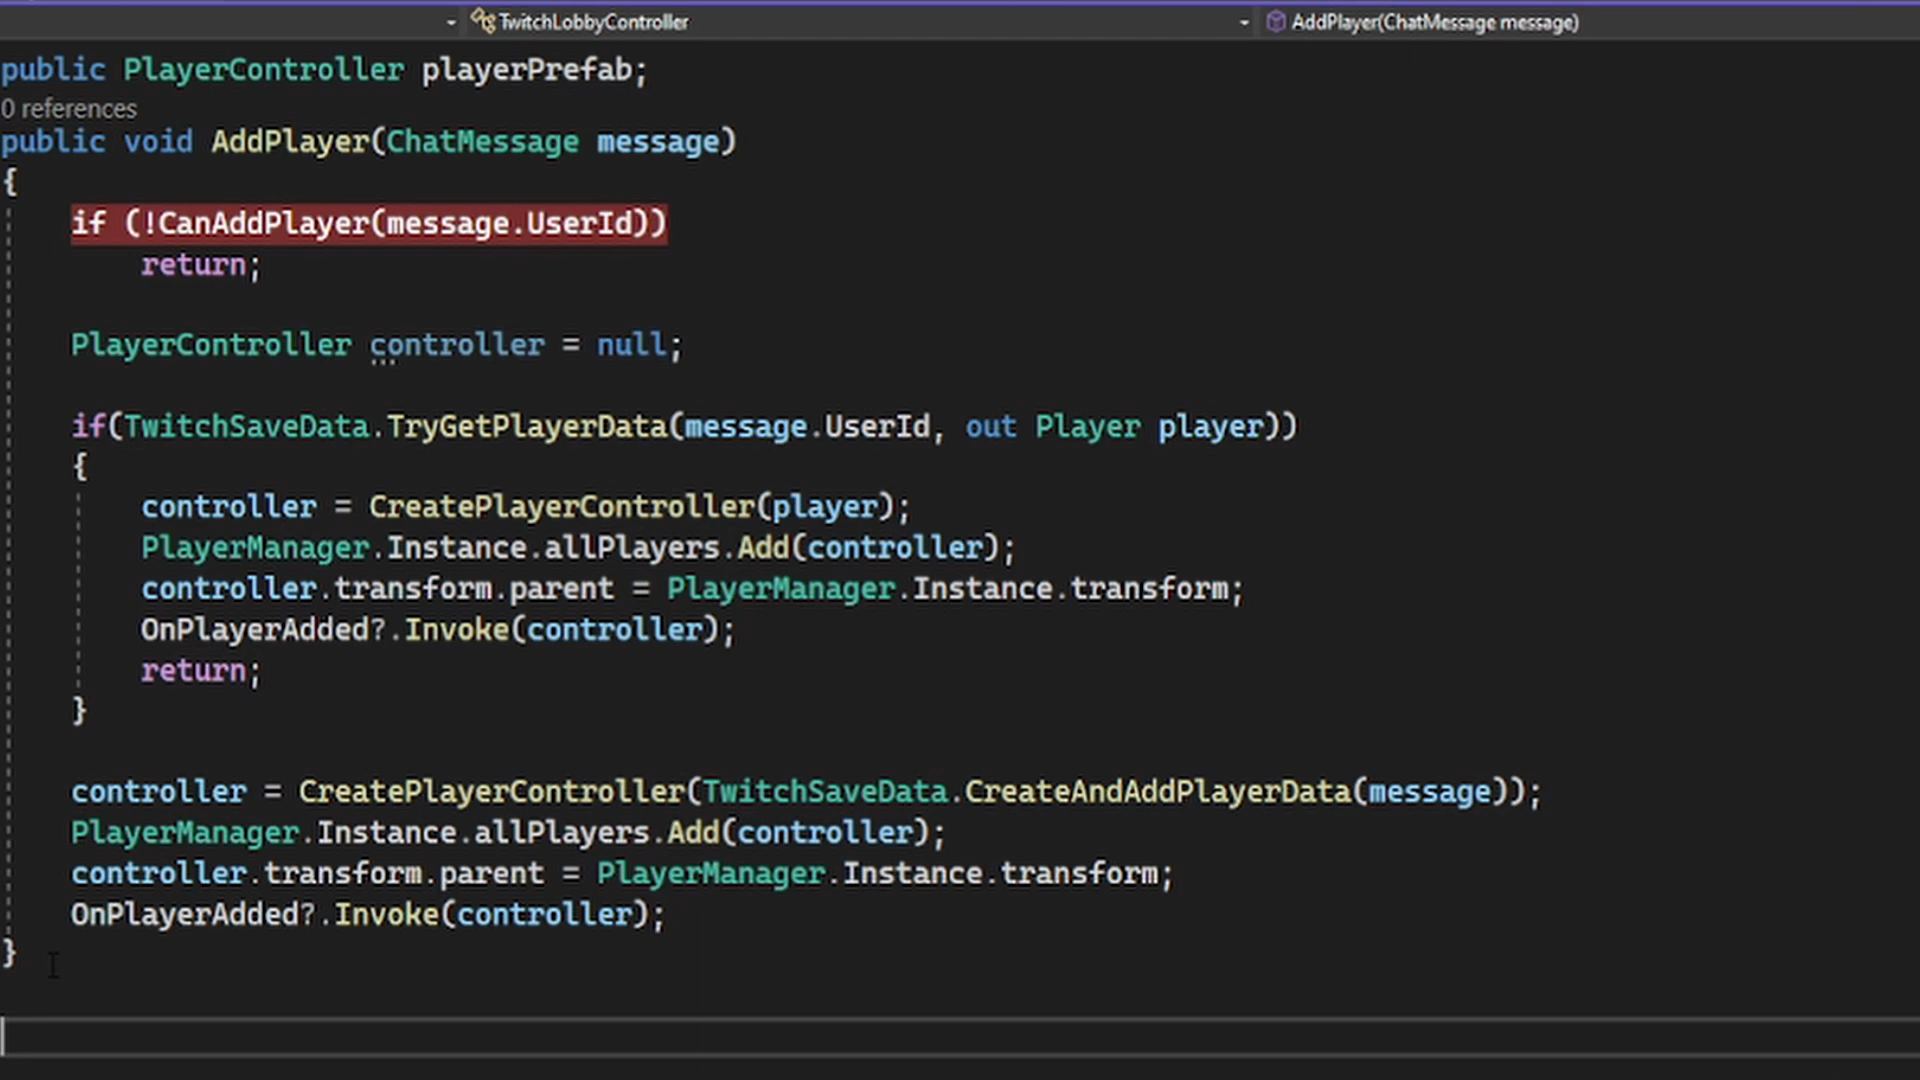 TwitchLobbyController AddPlayer(ChatMessage message)
public PlayerController playerPrefab;
0 references
public void AddPlayer(ChatMessage message)
{
if (!CanAddPlayer(message.UserId))
return;
PlayerController controller = null;
if(TwitchSaveData.TryGetPlayerData(message.UserId, out Player player))
{
controller = CreatePlayerController(player);
PlayerManager.Instance.allPlayers.Add(controller);
controller.transform.parent = PlayerManager.Instance.transform;
OnPlayerAdded?.Invoke(controller);
return;
}
controller = CreatePlayerController(TwitchSaveData.CreateAndAddPlayerData(message));
PlayerManager.Instance.allPlayers.Add(controller);
controller.transform.parent = PlayerManager.Instance.transform;
OnPlayerAdded?.Invoke(controller);
}